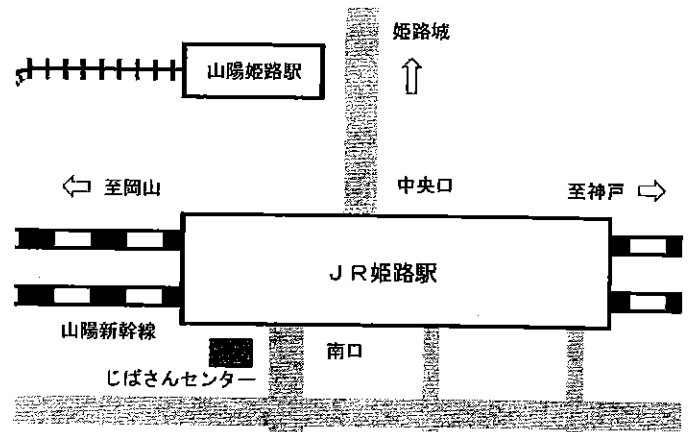 姫路城
山陽姫路駅
⇦ 至岡山
中央口
至神戸 ⇨
ＪＲ姫路駅
山陽新幹線
南口
じばさんセンター